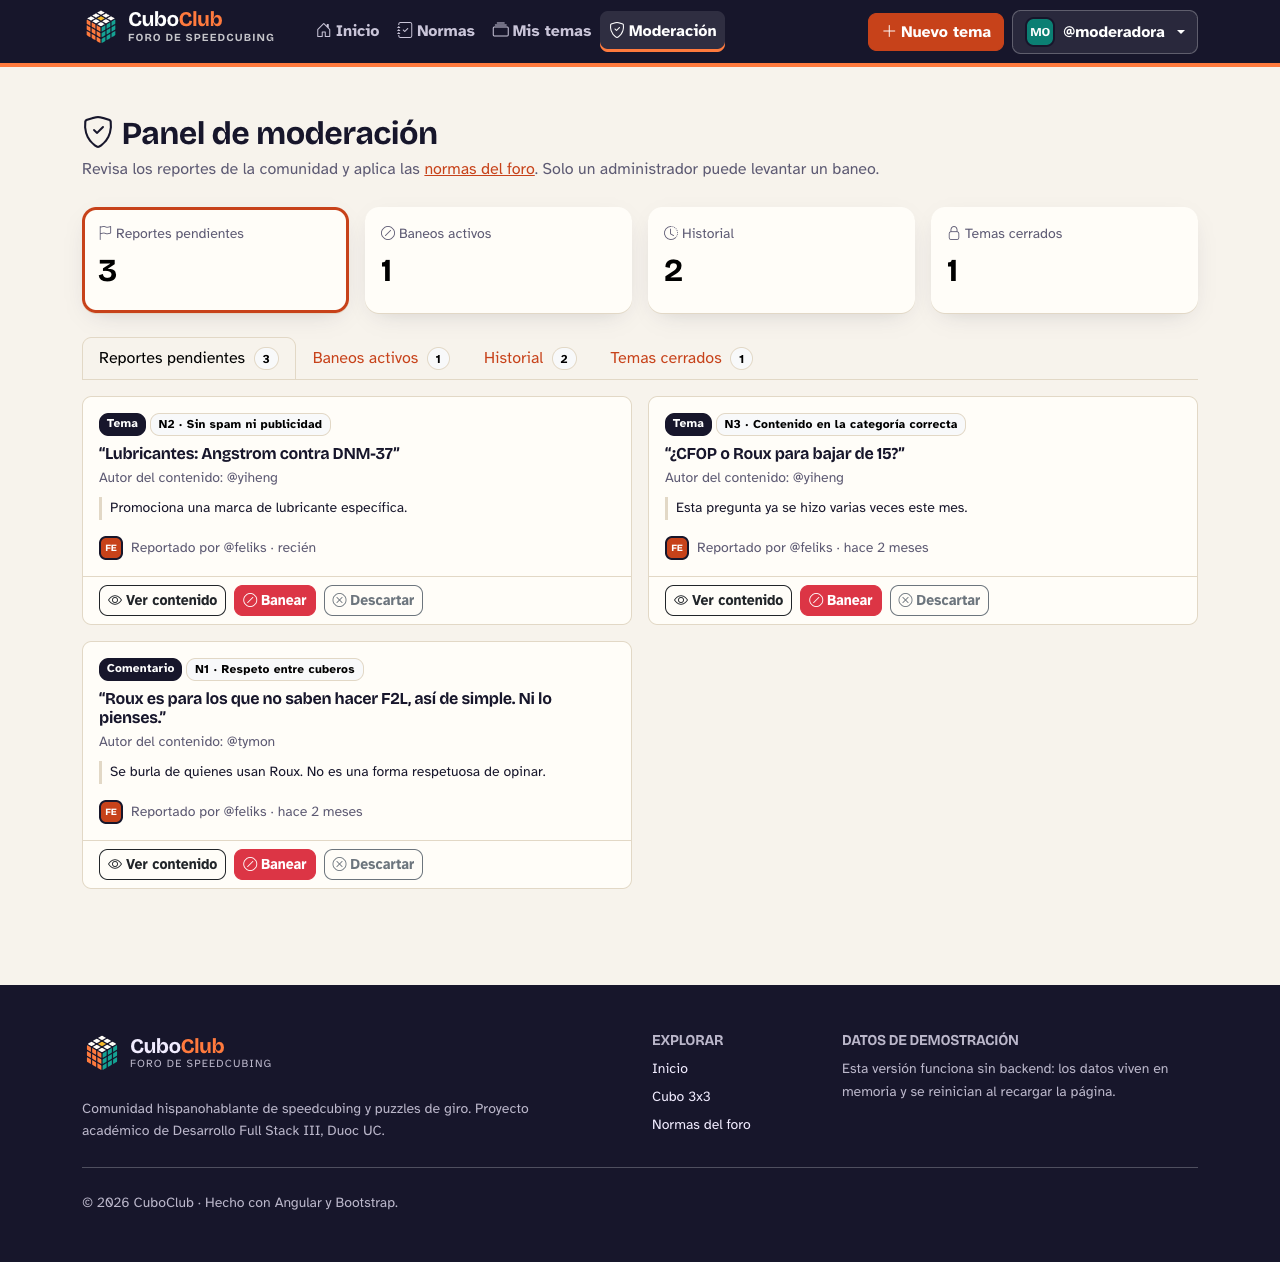 CuboClub
FORO DE SPEEDCUBING
Inicio
Normas
Mis temas
Moderación
Nuevo tema
MO
@moderadora
Panel de moderación
Revisa los reportes de la comunidad y aplica las normas del foro. Solo un administrador puede levantar un baneo.
Reportes pendientes
3
Baneos activos
1
Historial
2
Temas cerrados
1
Reportes pendientes 3
Baneos activos 1
Historial 2
Temas cerrados 1
Tema
N2 · Sin spam ni publicidad
“Lubricantes: Angstrom contra DNM-37”
Autor del contenido: @yiheng
Promociona una marca de lubricante específica.
FE
Reportado por @feliks · recién
Ver contenido
Banear
Descartar
Tema
N3 · Contenido en la categoría correcta
“¿CFOP o Roux para bajar de 15?”
Autor del contenido: @yiheng
Esta pregunta ya se hizo varias veces este mes.
FE
Reportado por @feliks · hace 2 meses
Ver contenido
Banear
Descartar
Comentario
N1 · Respeto entre cuberos
“Roux es para los que no saben hacer F2L, así de simple. Ni lo
pienses.”
Autor del contenido: @tymon
Se burla de quienes usan Roux. No es una forma respetuosa de opinar.
FE
Reportado por @feliks · hace 2 meses
Ver contenido
Banear
Descartar
CuboClub
FORO DE SPEEDCUBING
Comunidad hispanohablante de speedcubing y puzzles de giro. Proyecto
académico de Desarrollo Full Stack III, Duoc UC.
EXPLORAR
Inicio
Cubo 3x3
Normas del foro
DATOS DE DEMOSTRACIÓN
Esta versión funciona sin backend: los datos viven en
memoria y se reinician al recargar la página.
© 2026 CuboClub · Hecho con Angular y Bootstrap.